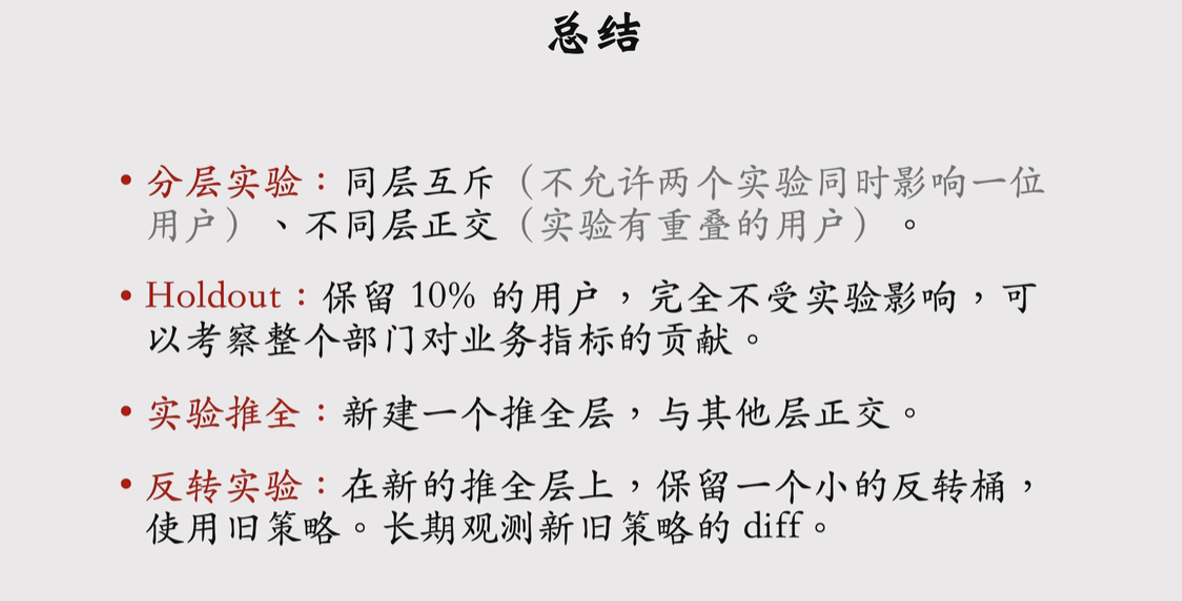 总结
• 分层实验：同层互斥（不允许两个实验同时影响一位
用户）、不同层正交（实验有重叠的用户）。
• Holdout：保留 10% 的用户，完全不受实验影响，可
以考察整个部门对业务指标的贡献。
• 实验推全：新建一个推全层，与其他层正交。
• 反转实验：在新的推全层上，保留一个小的反转桶，
使用旧策略。长期观测新旧策略的 diff。